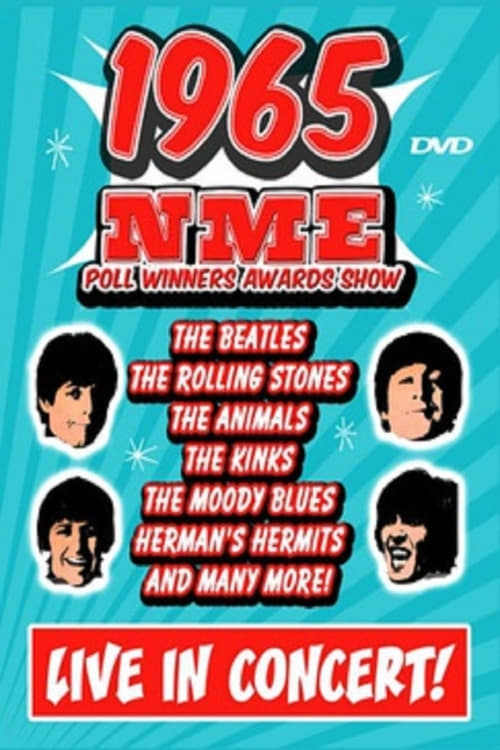 1965
DVD
NME
POLL WINNERS AWARDS SHOW
THE BEATLES
THE ROLLING STONES
THE ANIMALS
THE KINKS
THE MOODY BLUES
HERMAN'S HERMITS
AND MANY MORE!
LIVE IN CONCERT!